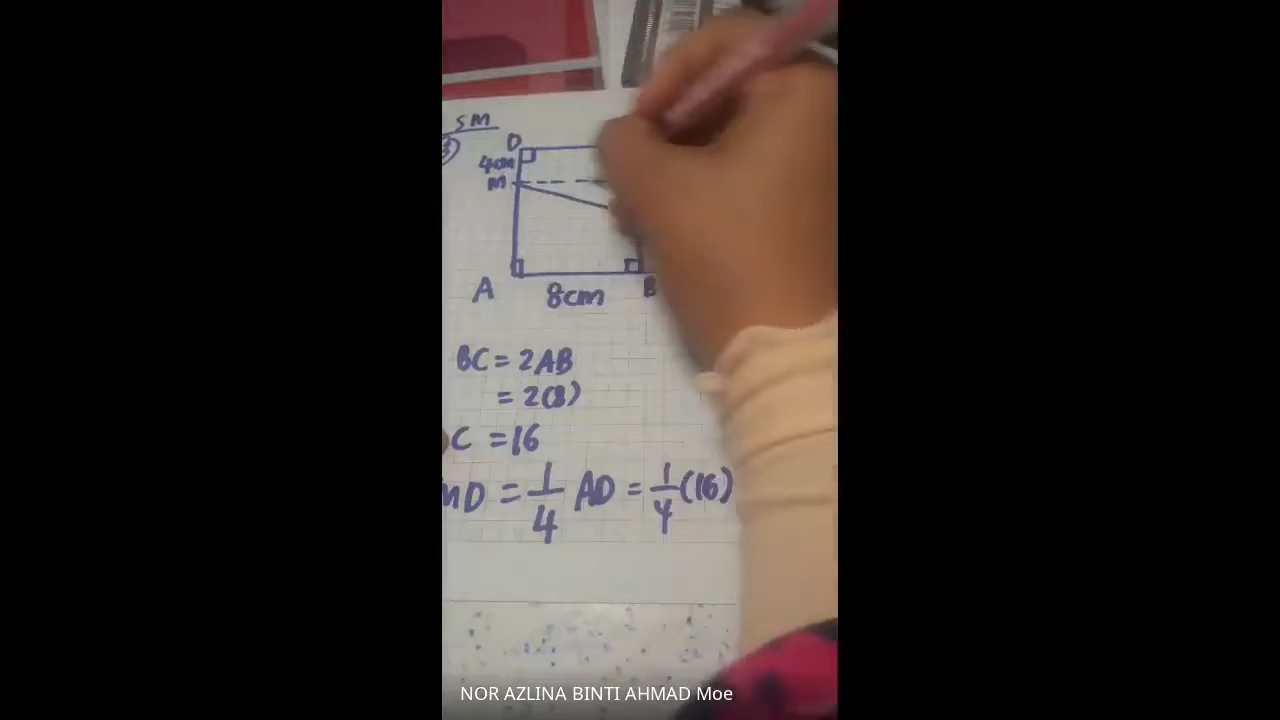 SM
D
4cm
M
A
8cm
B
BC = 2AB
= 2(8)
C = 16
MD = 1/4 AD = 1/4 (16)
NOR AZLINA BINTI AHMAD Moe